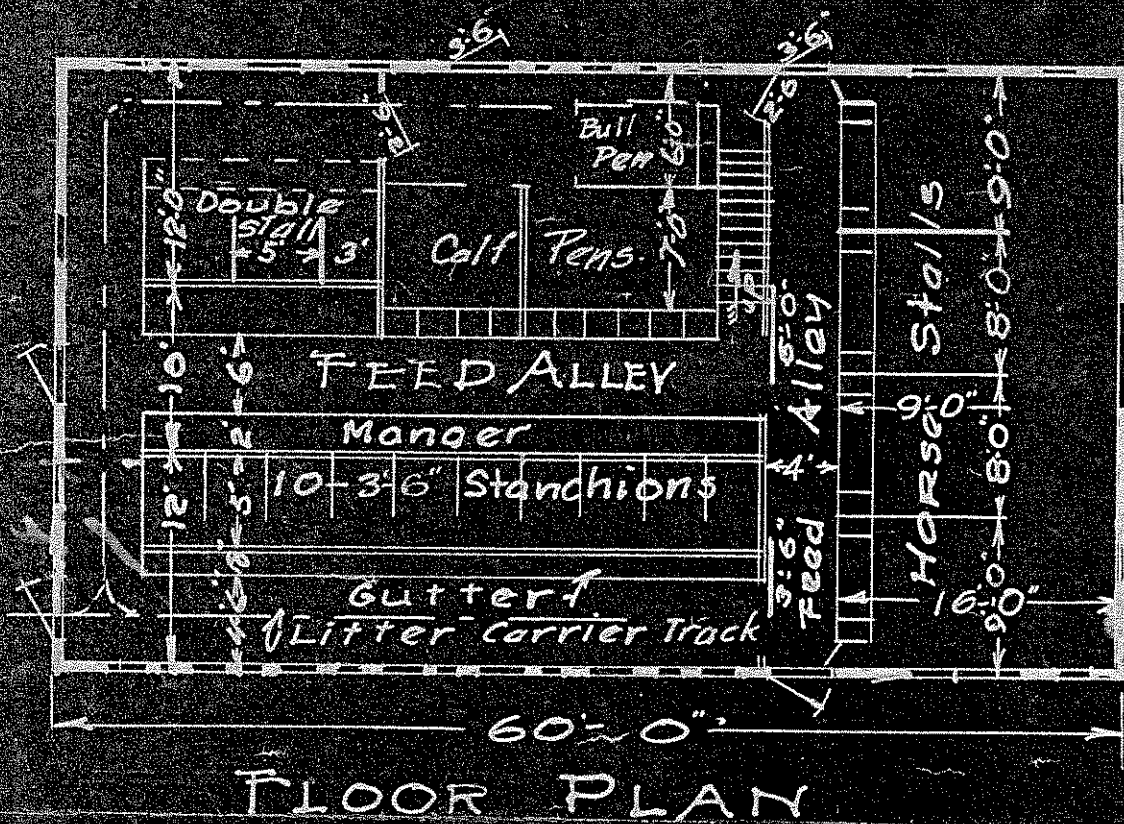 3'-6"
3'-6"
2'-6"
2'-6"
Bull
Pen
6'-0"
12'-0"
Double
Stall
5'
3'
Calf
Pens.
7'-0"
UP
9'-0"
8'-0"
8'-0"
9'-0"
Horse Stalls
9'-0"
16'-0"
FEED ALLEY
6'-0"
Feed Alley
4'
3'-6"
10'
Manger
10-3'-6" Stanchions
12'
5'
Gutter
Litter Carrier Track
60'-0"
FLOOR PLAN